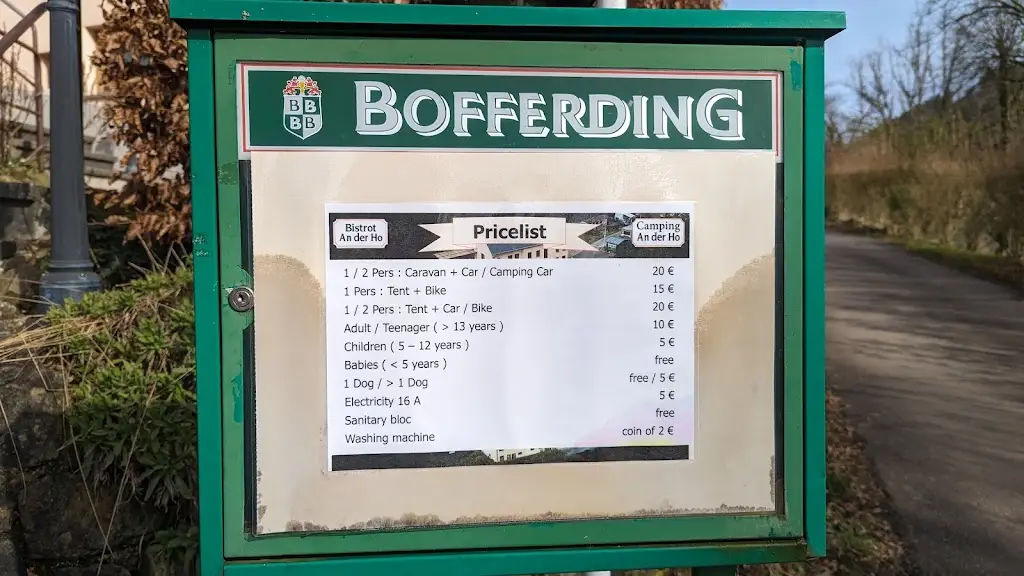 B B
B B
BOFFERDING
Bistrot
An der Ho
Pricelist
Camping
An der Ho
1 / 2 Pers : Caravan + Car / Camping Car 20 €
1 Pers : Tent + Bike 15 €
1 / 2 Pers : Tent + Car / Bike 20 €
Adult / Teenager ( > 13 years ) 10 €
Children ( 5 – 12 years ) 5 €
Babies ( < 5 years ) free
1 Dog / > 1 Dog free / 5 €
Electricity 16 A 5 €
Sanitary bloc free
Washing machine coin of 2 €